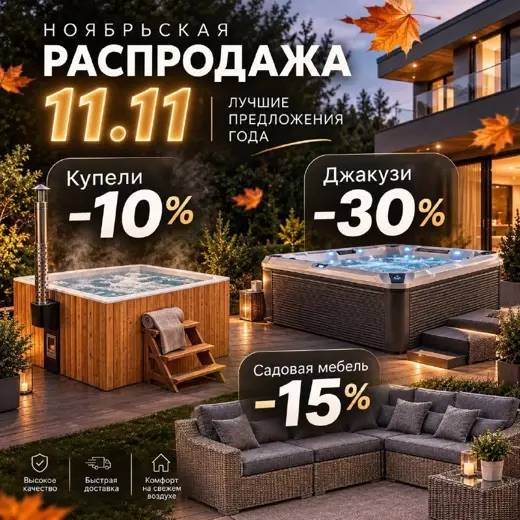 НОЯБРЬСКАЯ
РАСПРОДАЖА
11.11
ЛУЧШИЕ
ПРЕДЛОЖЕНИЯ
ГОДА
Купели
-10%
Джакузи
-30%
Садовая мебель
-15%
Высокое
качество
Быстрая
доставка
Комфорт
на свежем
воздухе